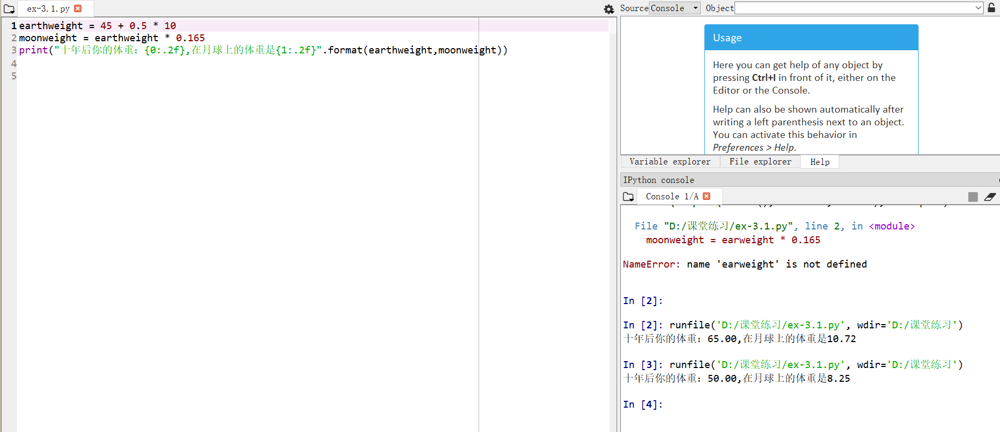 ex-3.1.py
1 earthweight = 45 + 0.5 * 10
2 moonweight = earthweight * 0.165
3 print("十年后你的体重：{0:.2f},在月球上的体重是{1:.2f}".format(earthweight,moonweight))
4
5
Source Console Object
Usage
Here you can get help of any object by
pressing Ctrl+I in front of it, either on the
Editor or the Console.
Help can also be shown automatically after
writing a left parenthesis next to an object.
You can activate this behavior in
Preferences > Help.
Variable explorer File explorer Help
IPython console
Console 1/A
File "D:/课堂练习/ex-3.1.py", line 2, in <module>
moonweight = earweight * 0.165
NameError: name 'earweight' is not defined
In [2]:
In [2]: runfile('D:/课堂练习/ex-3.1.py', wdir='D:/课堂练习')
十年后你的体重：65.00,在月球上的体重是10.72
In [3]: runfile('D:/课堂练习/ex-3.1.py', wdir='D:/课堂练习')
十年后你的体重：50.00,在月球上的体重是8.25
In [4]: